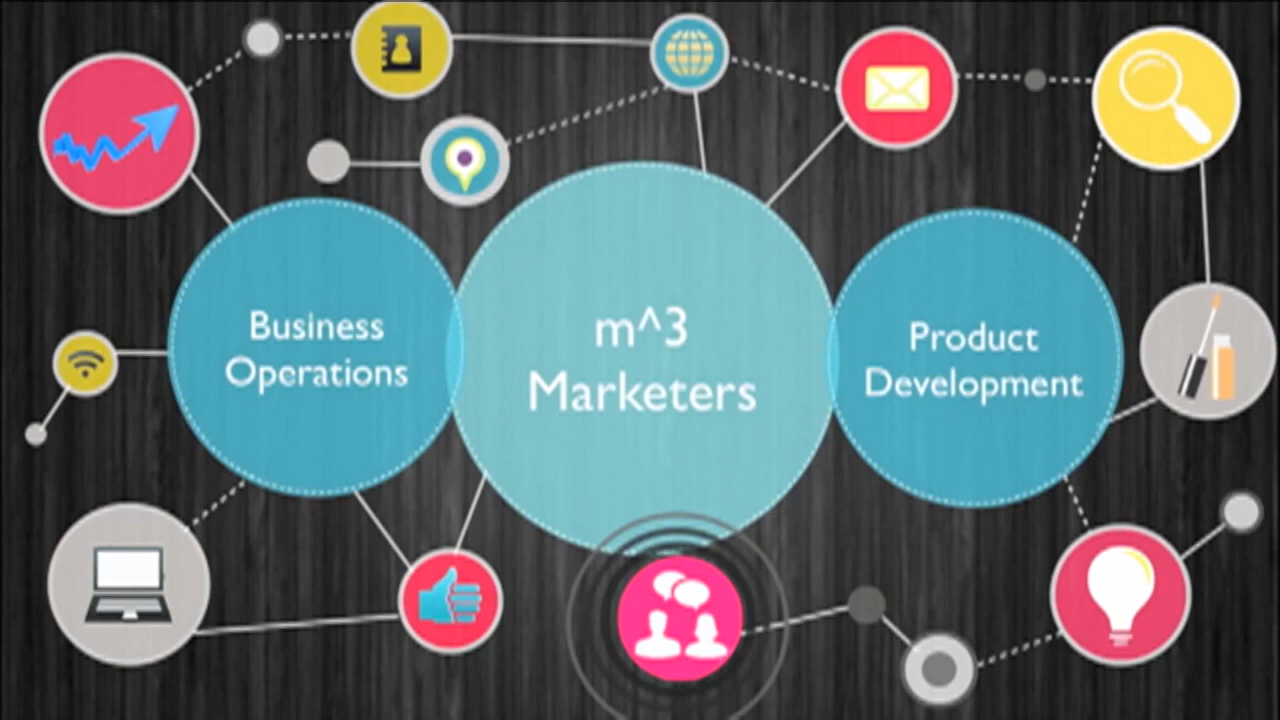 Business
Operations
m^3
Marketers
Product
Development